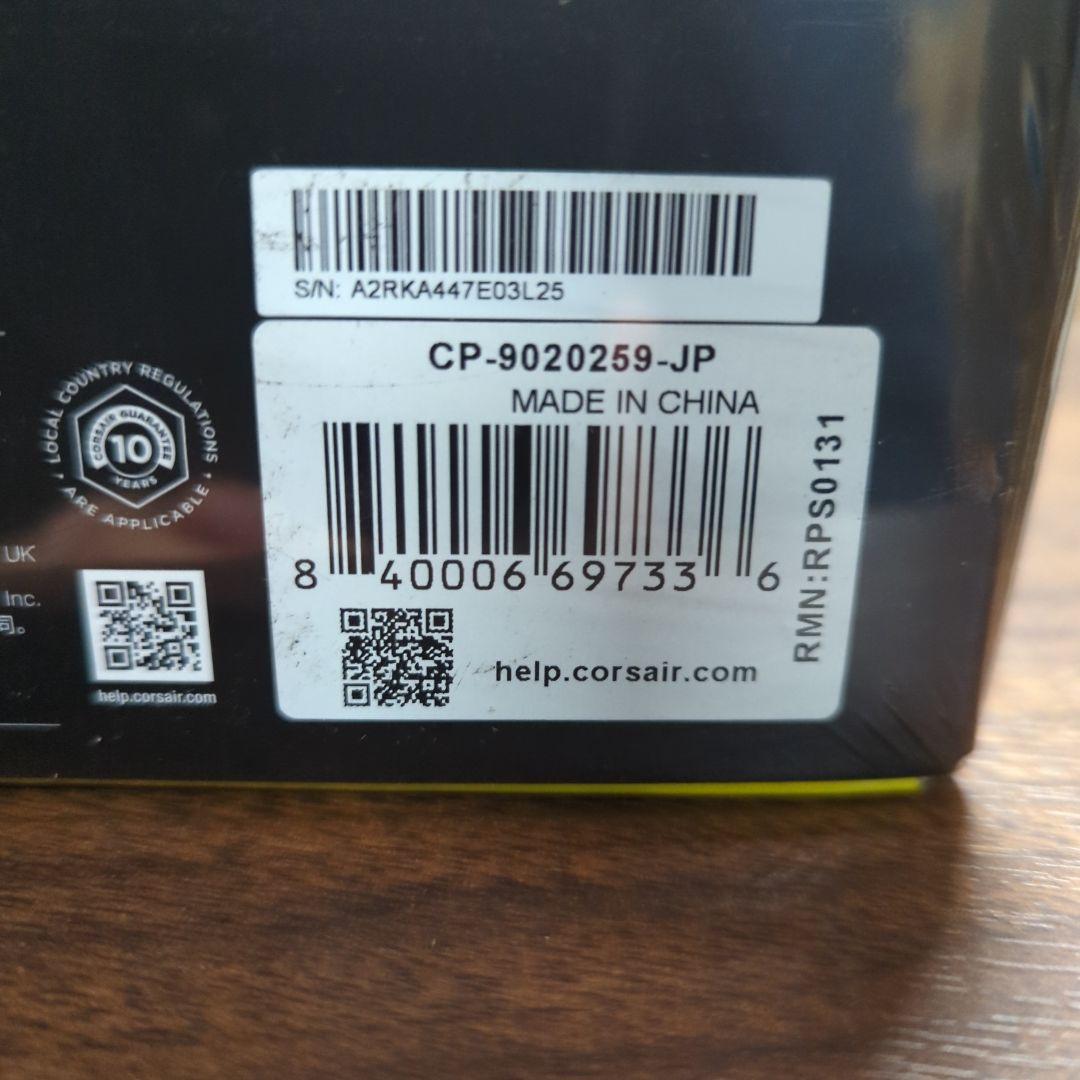 S/N: A2RKA447E03L25
CP-9020259-JP
MADE IN CHINA
8 40006 69733 6
help.corsair.com
RMN:RPS0131
LOCAL COUNTRY REGULATIONS
CORSAIR GUARANTEE
10
YEARS
ARE APPLICABLE
UK
Inc.
司。
help.corsair.com